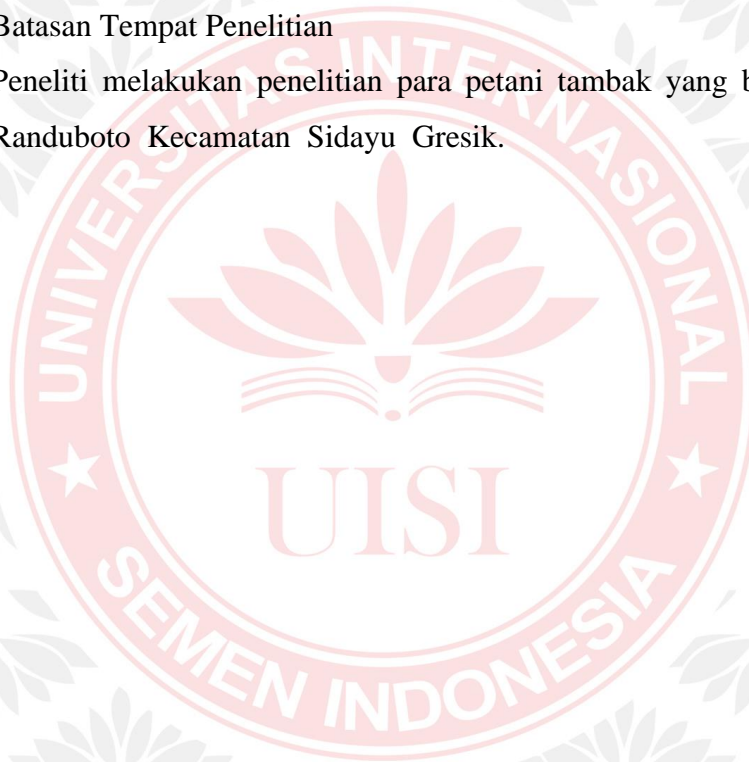 Batasan Tempat Penelitian
Peneliti melakukan penelitian para petani tambak yang
Randuboto Kecamatan Sidayu Gresik.
UNIVERSITAS INTERNASIONAL
UISI
SEMEN INDONESIA